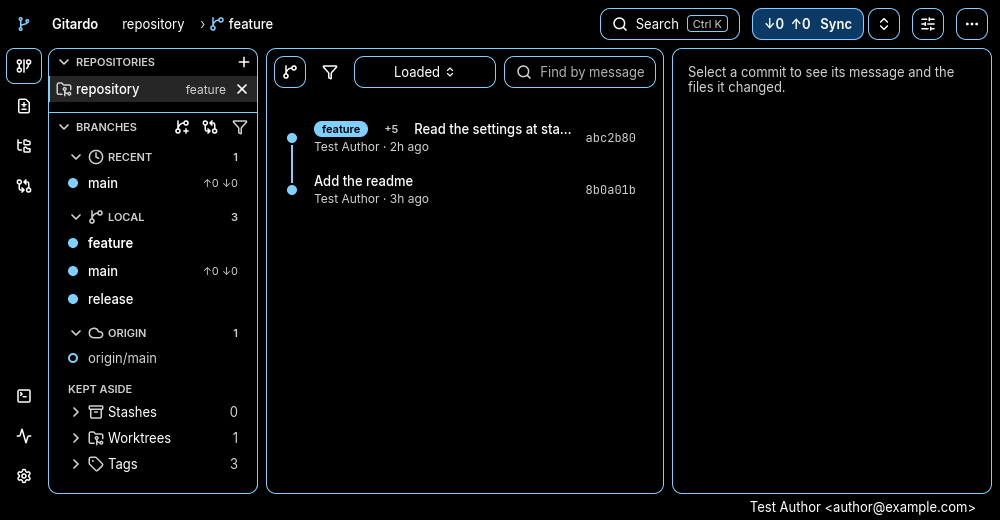 Gitardo repository › feature Search Ctrl K ↓0 ↑0 Sync
REPOSITORIES
repository feature
BRANCHES
RECENT 1
main ↑0 ↓0
LOCAL 3
feature
main ↑0 ↓0
release
ORIGIN 1
origin/main
KEPT ASIDE
Stashes 0
Worktrees 1
Tags 3
Loaded Find by message
feature +5 Read the settings at sta...
Test Author · 2h ago abc2b80
Add the readme
Test Author · 3h ago 8b0a01b
Select a commit to see its message and the
files it changed.
Test Author <author@example.com>